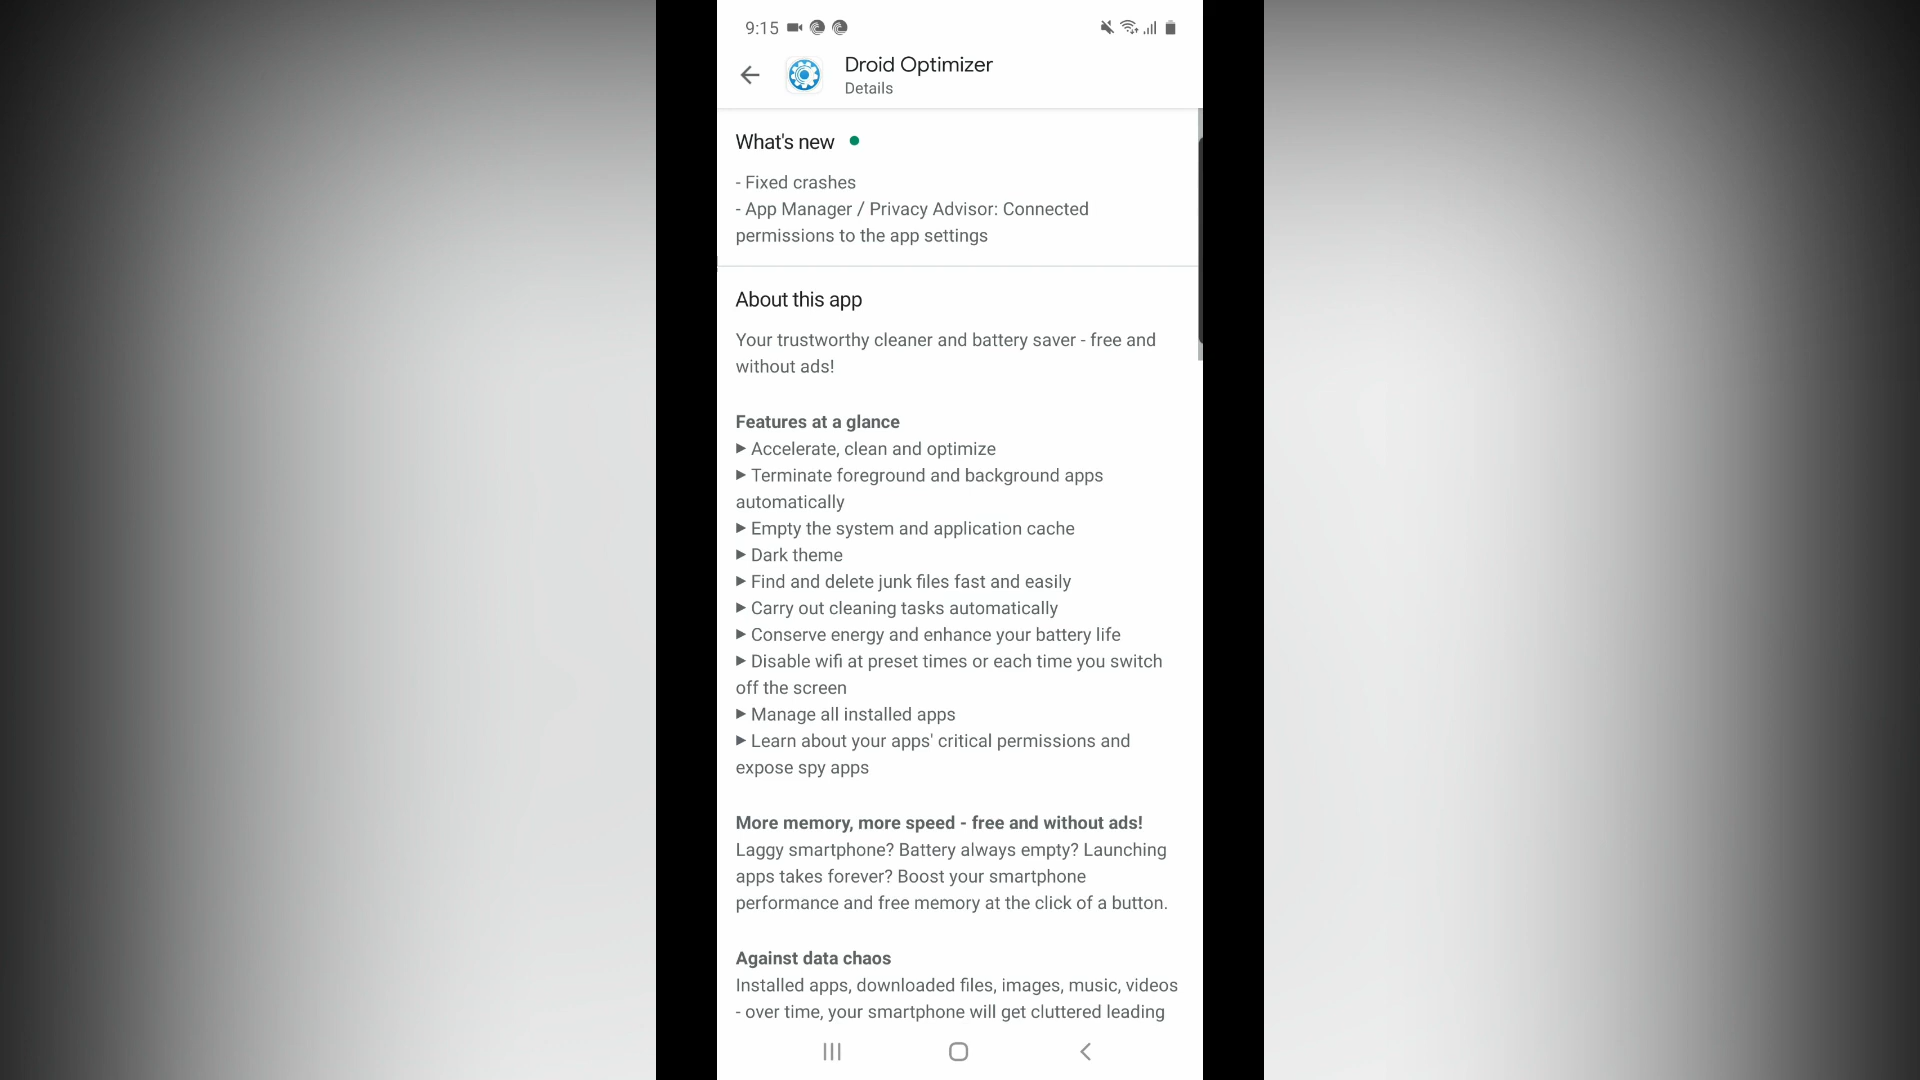 9:15
Droid Optimizer
Details
What's new
- Fixed crashes
- App Manager / Privacy Advisor: Connected
permissions to the app settings
About this app
Your trustworthy cleaner and battery saver - free and
without ads!
Features at a glance
► Accelerate, clean and optimize
► Terminate foreground and background apps
automatically
► Empty the system and application cache
► Dark theme
► Find and delete junk files fast and easily
► Carry out cleaning tasks automatically
► Conserve energy and enhance your battery life
► Disable wifi at preset times or each time you switch
off the screen
► Manage all installed apps
► Learn about your apps' critical permissions and
expose spy apps
More memory, more speed - free and without ads!
Laggy smartphone? Battery always empty? Launching
apps takes forever? Boost your smartphone
performance and free memory at the click of a button.
Against data chaos
Installed apps, downloaded files, images, music, videos
- over time, your smartphone will get cluttered leading